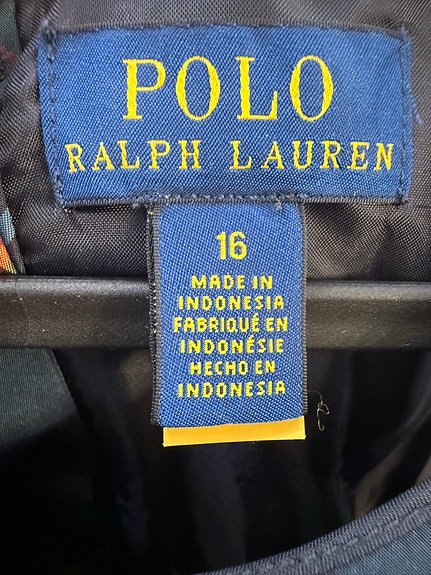 POLO
RALPH LAUREN
16
MADE IN
INDONESIA
FABRIQUÉ EN
INDONÉSIE
HECHO EN
INDONESIA